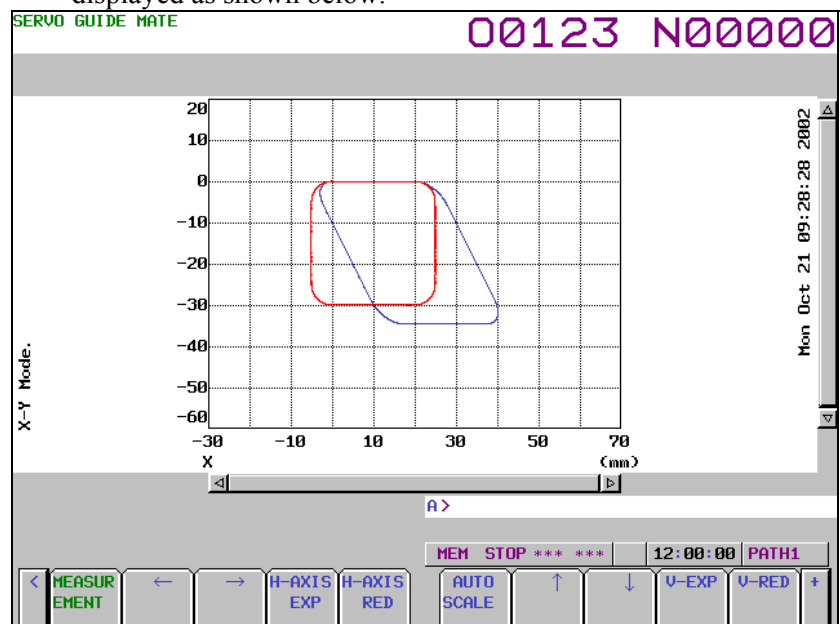 displayed as shown below.
SERVO GUIDE MATE
O0123 N00000
20
10
0
-10
-20
-30
-40
-50
-60
-30 -10 10 30 50 70
X (mm)
X-Y Mode.
Mon Oct 21 09:28:28 2002
A>
MEM STOP *** *** 12:00:00 PATH1
< MEASUR ← → H-AXIS H-AXIS AUTO ↑ ↓ V-EXP V-RED +
EMENT EXP RED SCALE